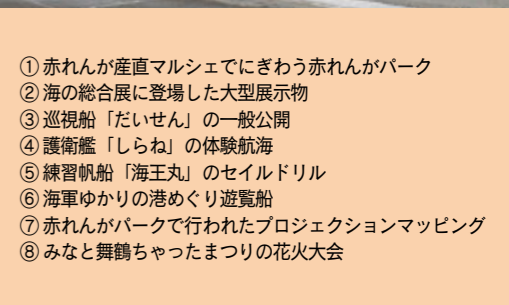 ①赤れんが産直マルシェでにぎわう赤れんがパーク
②海の総合展に登場した大型展示物
③巡視船「だいせん」の一般公開
④護衛艦「しらね」の体験航海
⑤練習帆船「海王丸」のセイルドリル
⑥海軍ゆかりの港めぐり遊覧船
⑦赤れんがパークで行われたプロジェクションマッピング
⑧みなと舞鶴ちゃったまつりの花火大会